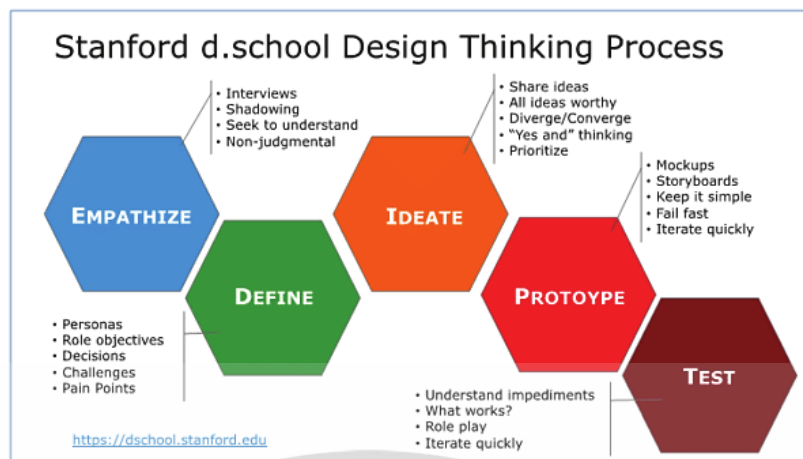 Stanford d.school Design Thinking Process
• Interviews
• Shadowing
• Seek to understand
• Non-judgmental
EMPATHIZE
• Personas
• Role objectives
• Decisions
• Challenges
• Pain Points
DEFINE
• Share ideas
• All ideas worthy
• Diverge/Converge
• “Yes and” thinking
• Prioritize
IDEATE
• Mockups
• Storyboards
• Keep it simple
• Fail fast
• Iterate quickly
PROTOYPE
• Understand impediments
• What works?
• Role play
• Iterate quickly
TEST
https://dschool.stanford.edu